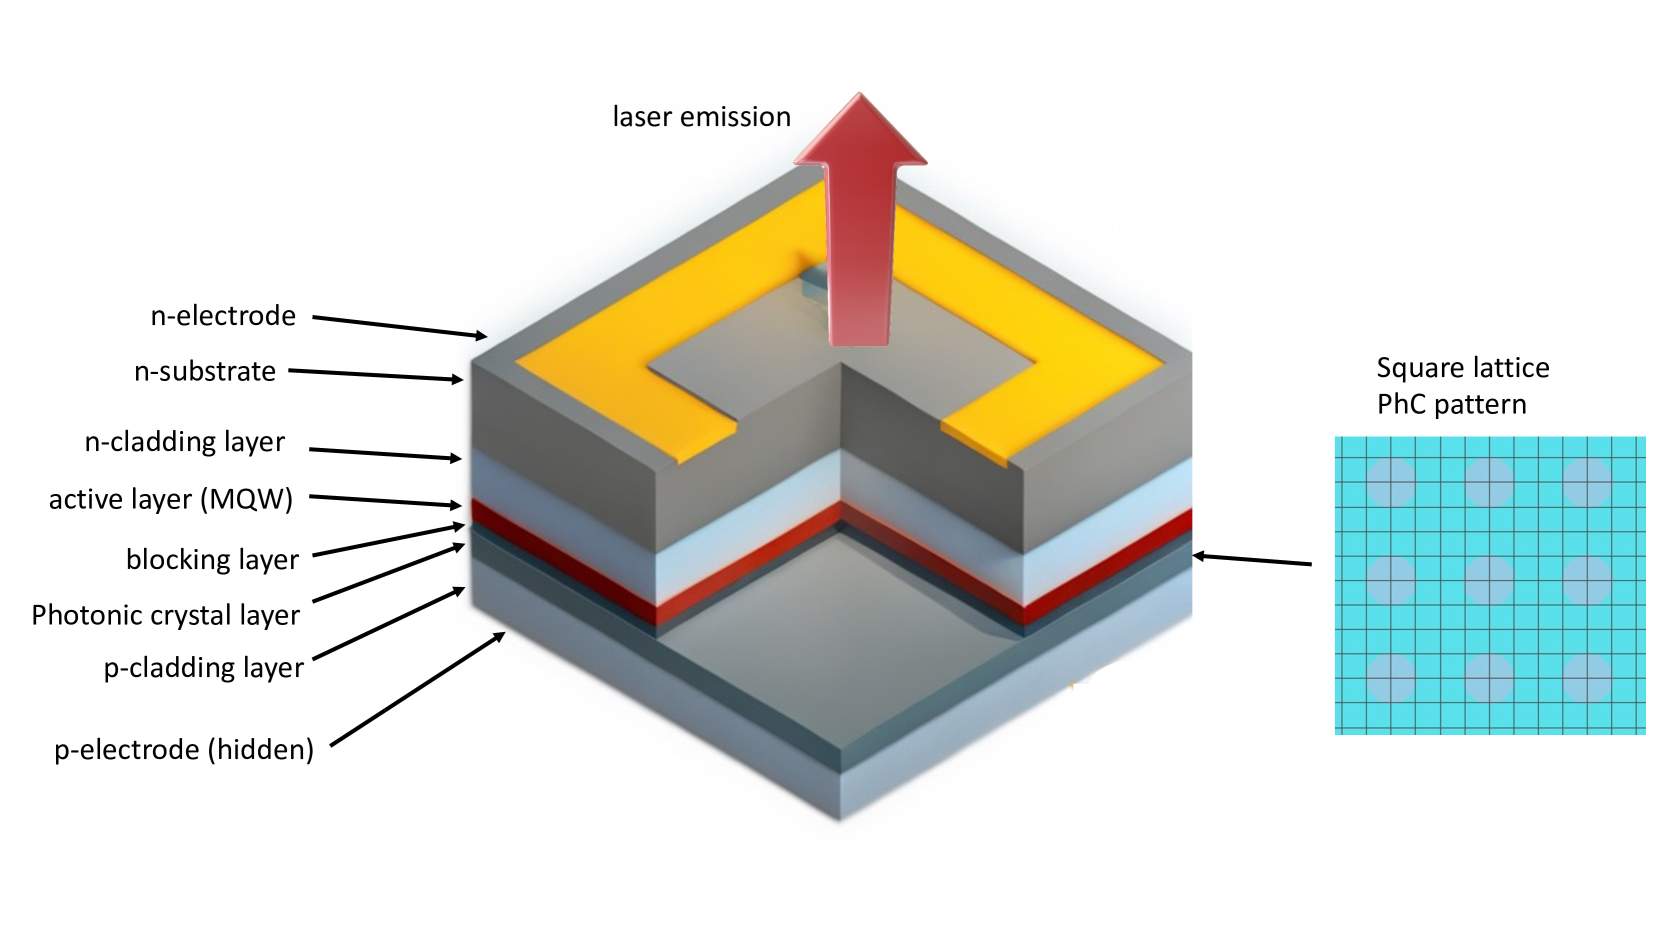 laser emission
n-electrode
n-substrate
n-cladding layer
active layer (MQW)
blocking layer
Photonic crystal layer
p-cladding layer
p-electrode (hidden)
Square lattice
PhC pattern